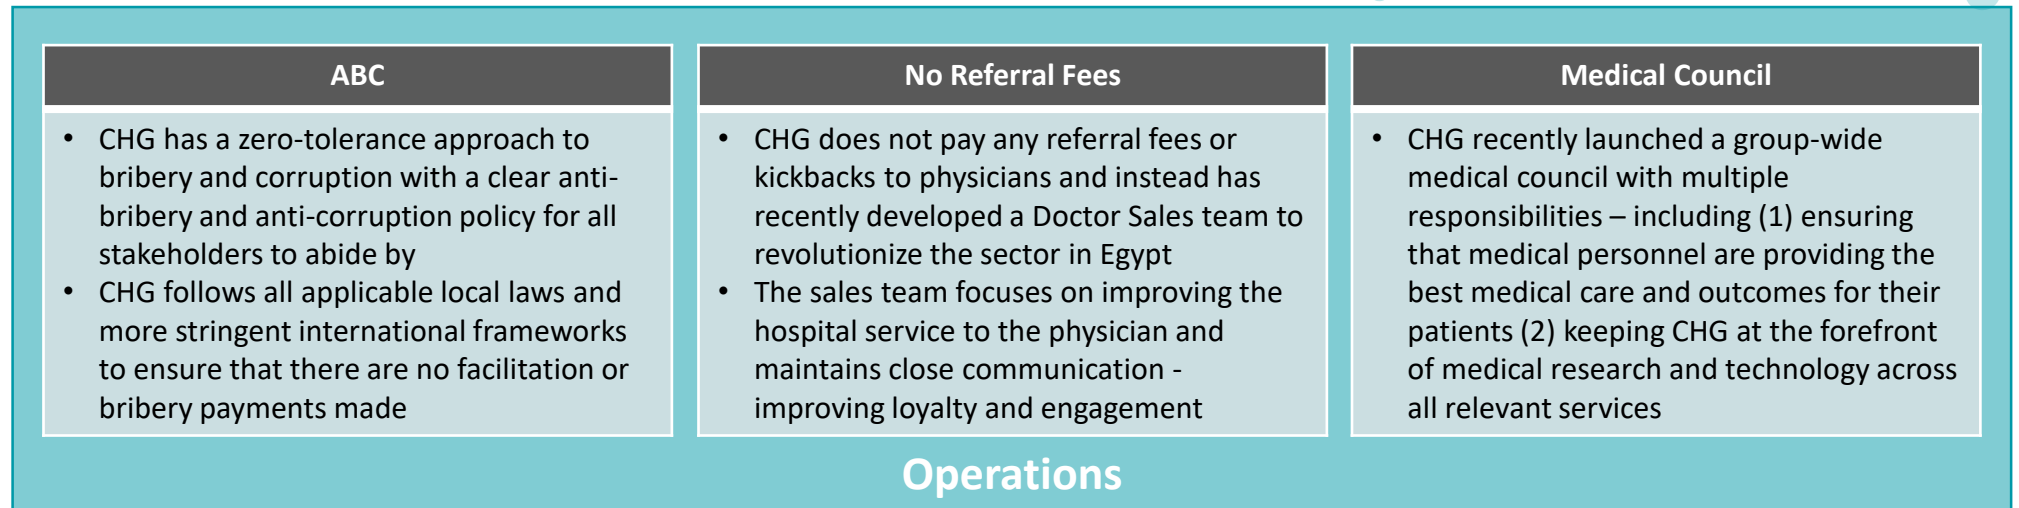 ABC
• CHG has a zero-tolerance approach to
bribery and corruption with a clear anti-
bribery and anti-corruption policy for all
stakeholders to abide by
• CHG follows all applicable local laws and
more stringent international frameworks
to ensure that there are no facilitation or
bribery payments made
No Referral Fees
• CHG does not pay any referral fees or
kickbacks to physicians and instead has
recently developed a Doctor Sales team to
revolutionize the sector in Egypt
• The sales team focuses on improving the
hospital service to the physician and
maintains close communication -
improving loyalty and engagement
Medical Council
• CHG recently launched a group-wide
medical council with multiple
responsibilities – including (1) ensuring
that medical personnel are providing the
best medical care and outcomes for their
patients (2) keeping CHG at the forefront
of medical research and technology across
all relevant services
Operations